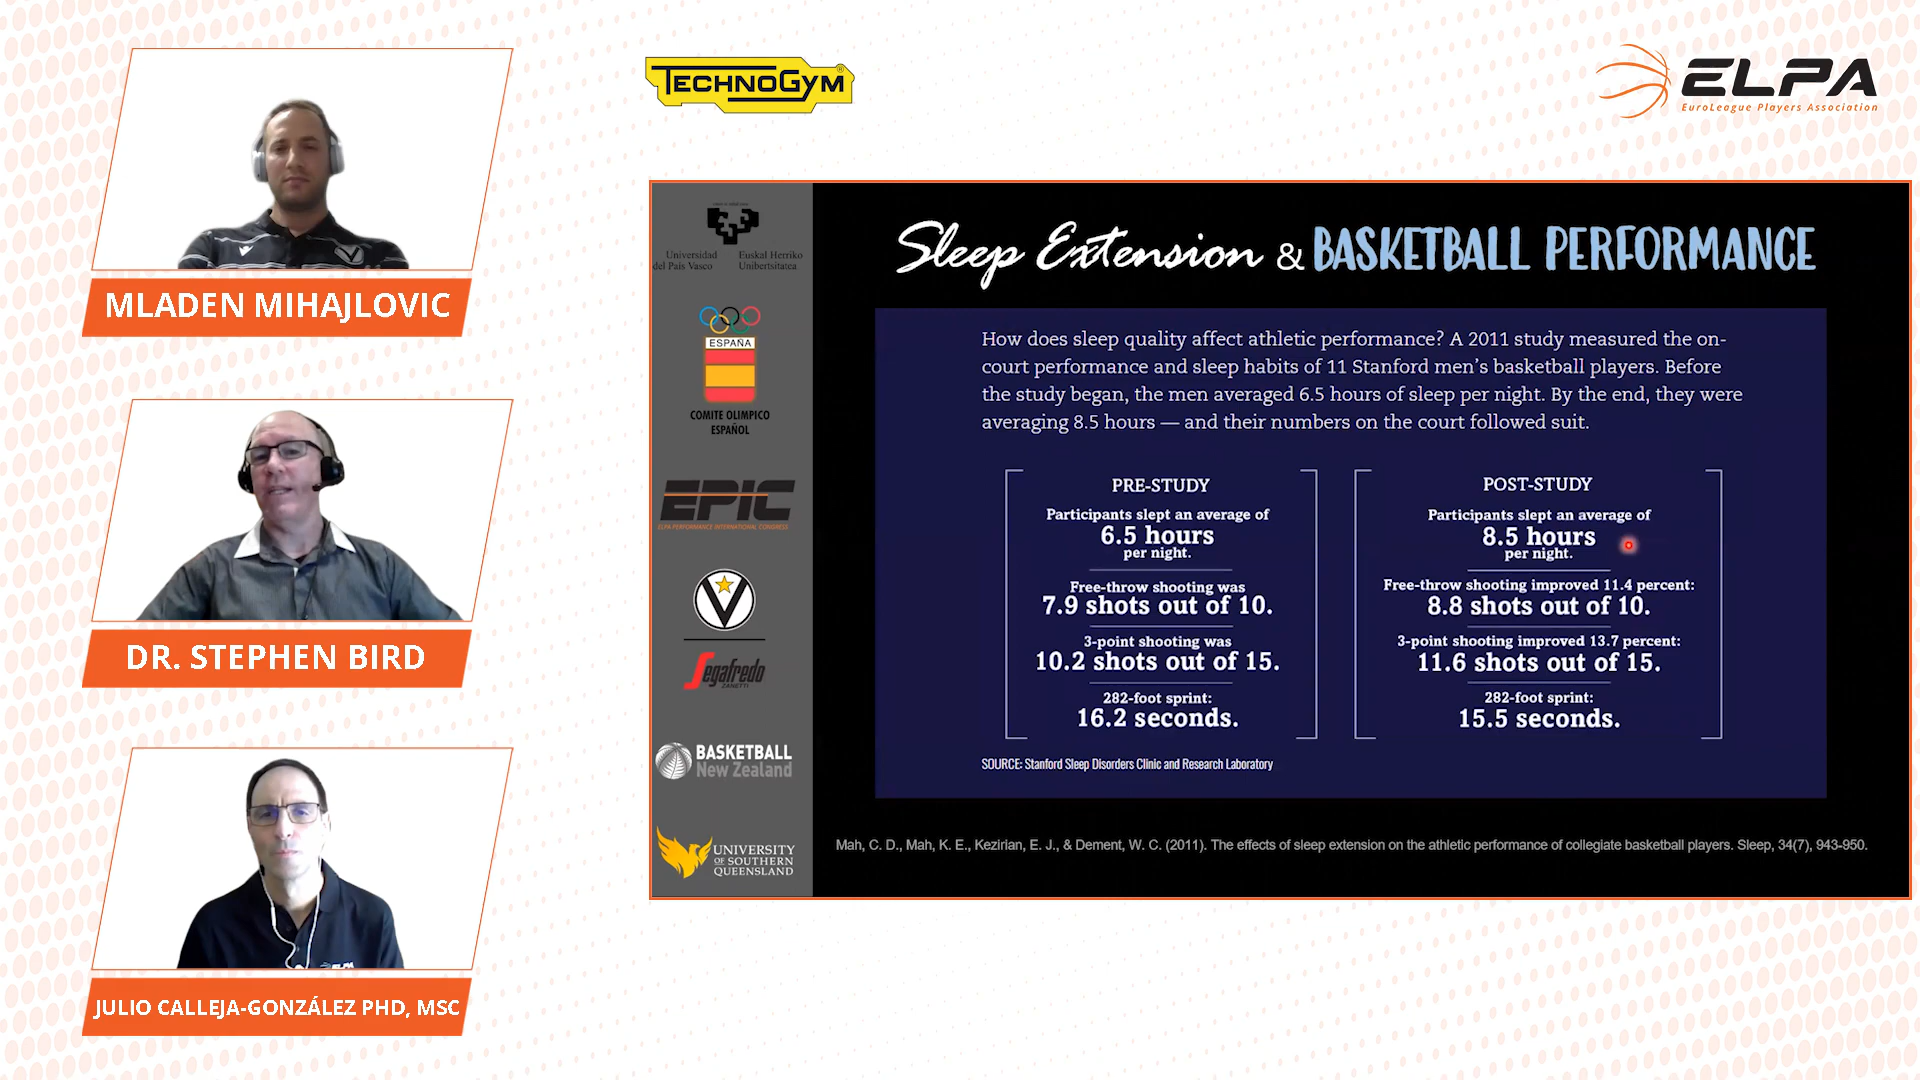 TECHNOGYM®
ELPA
EuroLeague Players Association
MLADEN MIHAJLOVIC
DR. STEPHEN BIRD
JULIO CALLEJA-GONZÁLEZ PHD, MSC
Universidad del País Vasco
Euskal Herriko Unibertsitatea
ESPAÑA
COMITE OLIMPICO
ESPAÑOL
EPIC
ELPA PERFORMANCE INTERNATIONAL CONGRESS
V
Segafredo
ZANETTI
BASKETBALL
New Zealand
UNIVERSITY
OF SOUTHERN
QUEENSLAND
Sleep Extension & BASKETBALL PERFORMANCE
How does sleep quality affect athletic performance? A 2011 study measured the on-
court performance and sleep habits of 11 Stanford men's basketball players. Before
the study began, the men averaged 6.5 hours of sleep per night. By the end, they were
averaging 8.5 hours — and their numbers on the court followed suit.
PRE-STUDY
Participants slept an average of
6.5 hours
per night.
Free-throw shooting was
7.9 shots out of 10.
3-point shooting was
10.2 shots out of 15.
282-foot sprint:
16.2 seconds.
POST-STUDY
Participants slept an average of
8.5 hours
per night.
Free-throw shooting improved 11.4 percent:
8.8 shots out of 10.
3-point shooting improved 13.7 percent:
11.6 shots out of 15.
282-foot sprint:
15.5 seconds.
SOURCE: Stanford Sleep Disorders Clinic and Research Laboratory
Mah, C. D., Mah, K. E., Kezirian, E. J., & Dement, W. C. (2011). The effects of sleep extension on the athletic performance of collegiate basketball players. Sleep, 34(7), 943-950.